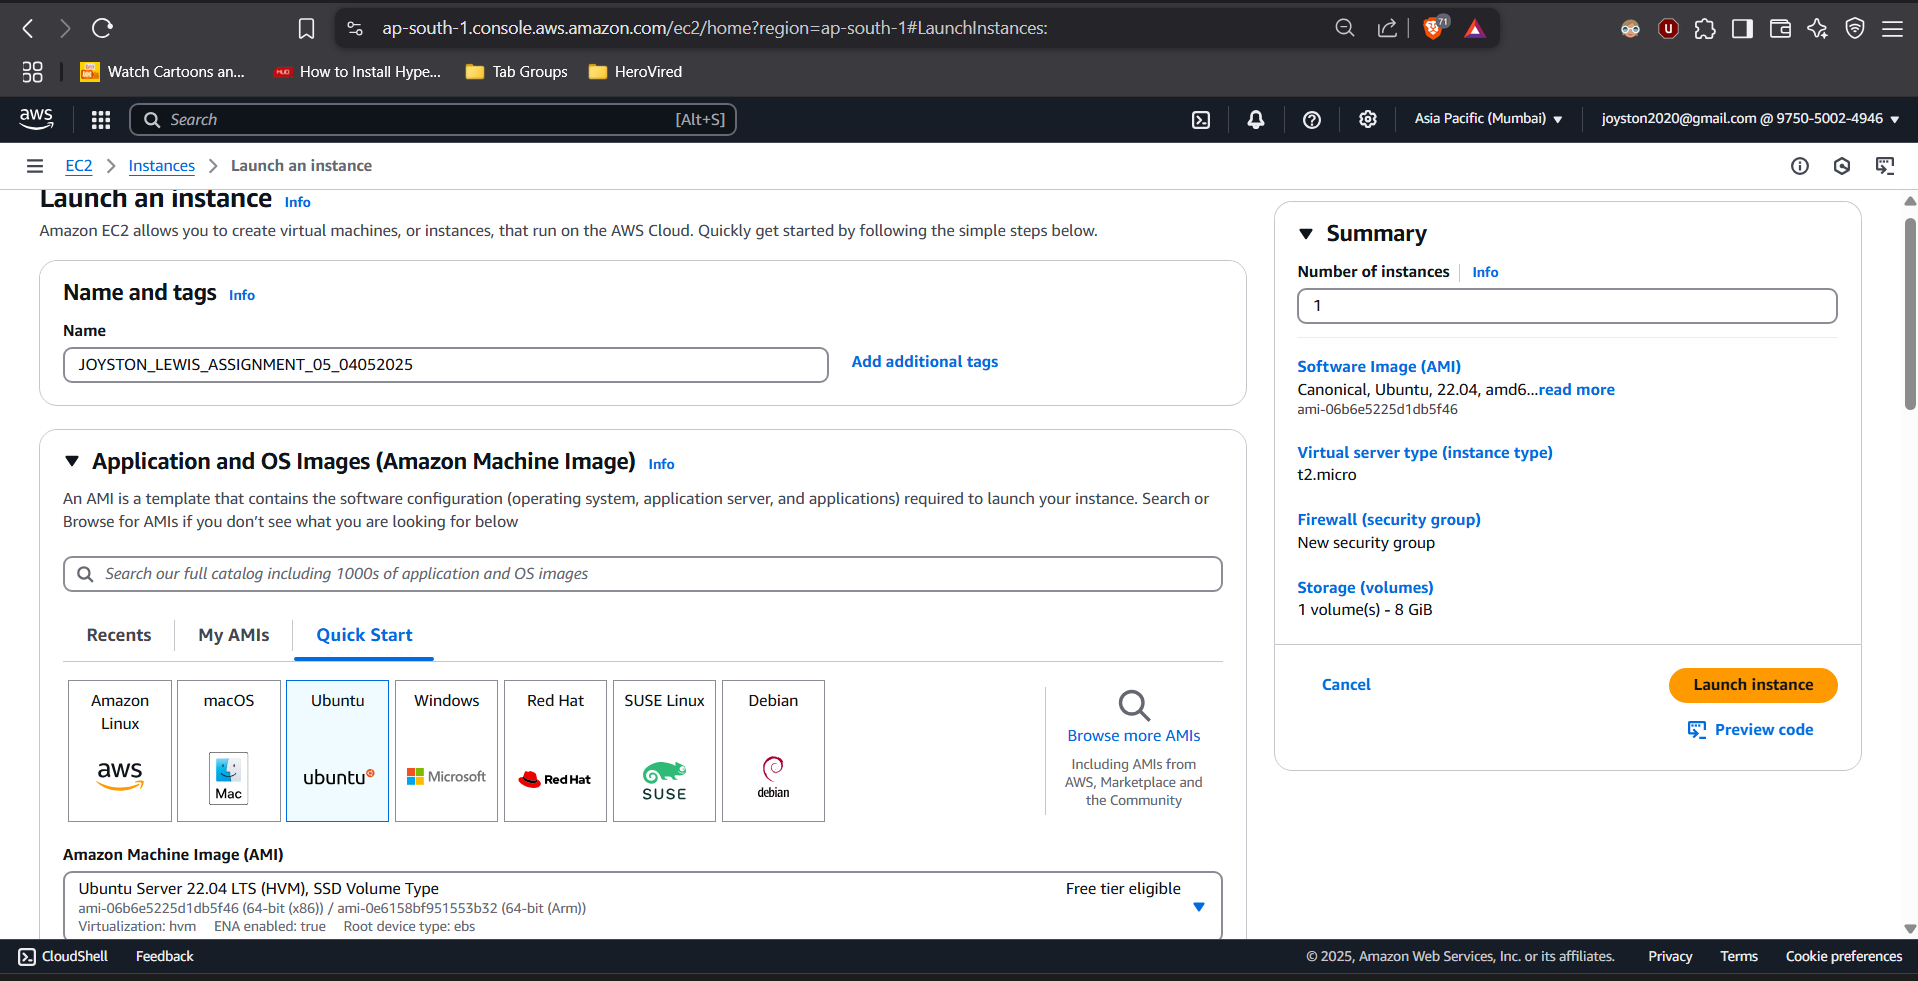 ap-south-1.console.aws.amazon.com/ec2/home?region=ap-south-1#LaunchInstances:
71
U
Watch Cartoons an...
HUD How to Install Hype...
Tab Groups
HeroVired
aws
Search
[Alt+S]
Asia Pacific (Mumbai)
joyston2020@gmail.com @ 9750-5002-4946
EC2
Instances
Launch an instance
Launch an instance Info
Amazon EC2 allows you to create virtual machines, or instances, that run on the AWS Cloud. Quickly get started by following the simple steps below.
Name and tags Info
Name
JOYSTON_LEWIS_ASSIGNMENT_05_04052025
Add additional tags
Application and OS Images (Amazon Machine Image) Info
An AMI is a template that contains the software configuration (operating system, application server, and applications) required to launch your instance. Search or
Browse for AMIs if you don’t see what you are looking for below
Search our full catalog including 1000s of application and OS images
Recents
My AMIs
Quick Start
Amazon
Linux
aws
macOS
Mac
Ubuntu
ubuntu
Windows
Microsoft
Red Hat
Red Hat
SUSE Linux
SUSE
Debian
debian
Browse more AMIs
Including AMIs from
AWS, Marketplace and
the Community
Amazon Machine Image (AMI)
Ubuntu Server 22.04 LTS (HVM), SSD Volume Type
Free tier eligible
ami-06b6e5225d1db5f46 (64-bit (x86)) / ami-0e6158bf951553b32 (64-bit (Arm))
Virtualization: hvm ENA enabled: true Root device type: ebs
Summary
Number of instances Info
1
Software Image (AMI)
Canonical, Ubuntu, 22.04, amd6...read more
ami-06b6e5225d1db5f46
Virtual server type (instance type)
t2.micro
Firewall (security group)
New security group
Storage (volumes)
1 volume(s) - 8 GiB
Cancel
Launch instance
Preview code
CloudShell
Feedback
© 2025, Amazon Web Services, Inc. or its affiliates.
Privacy
Terms
Cookie preferences